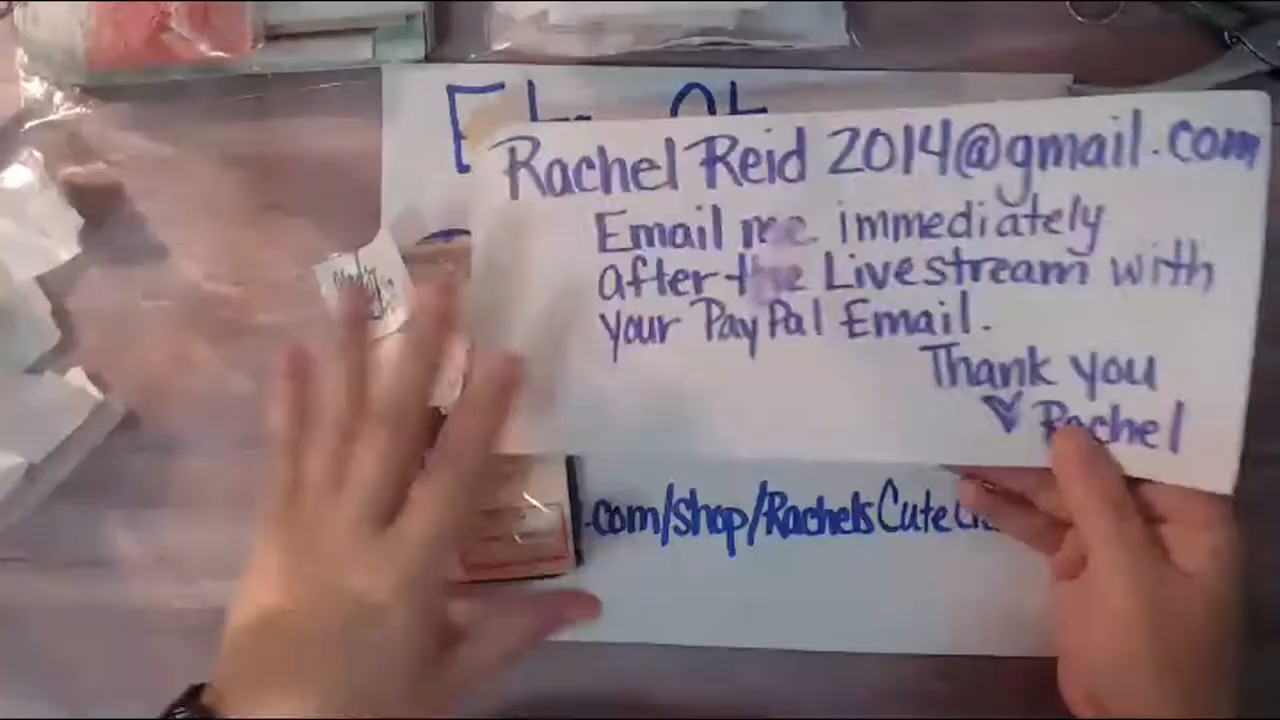 Rachel Reid 2014@gmail.com
Email me immediately
after the Livestream with
your PayPal Email.
Thank you
♥ Rachel
.com/shop/RachelsCute